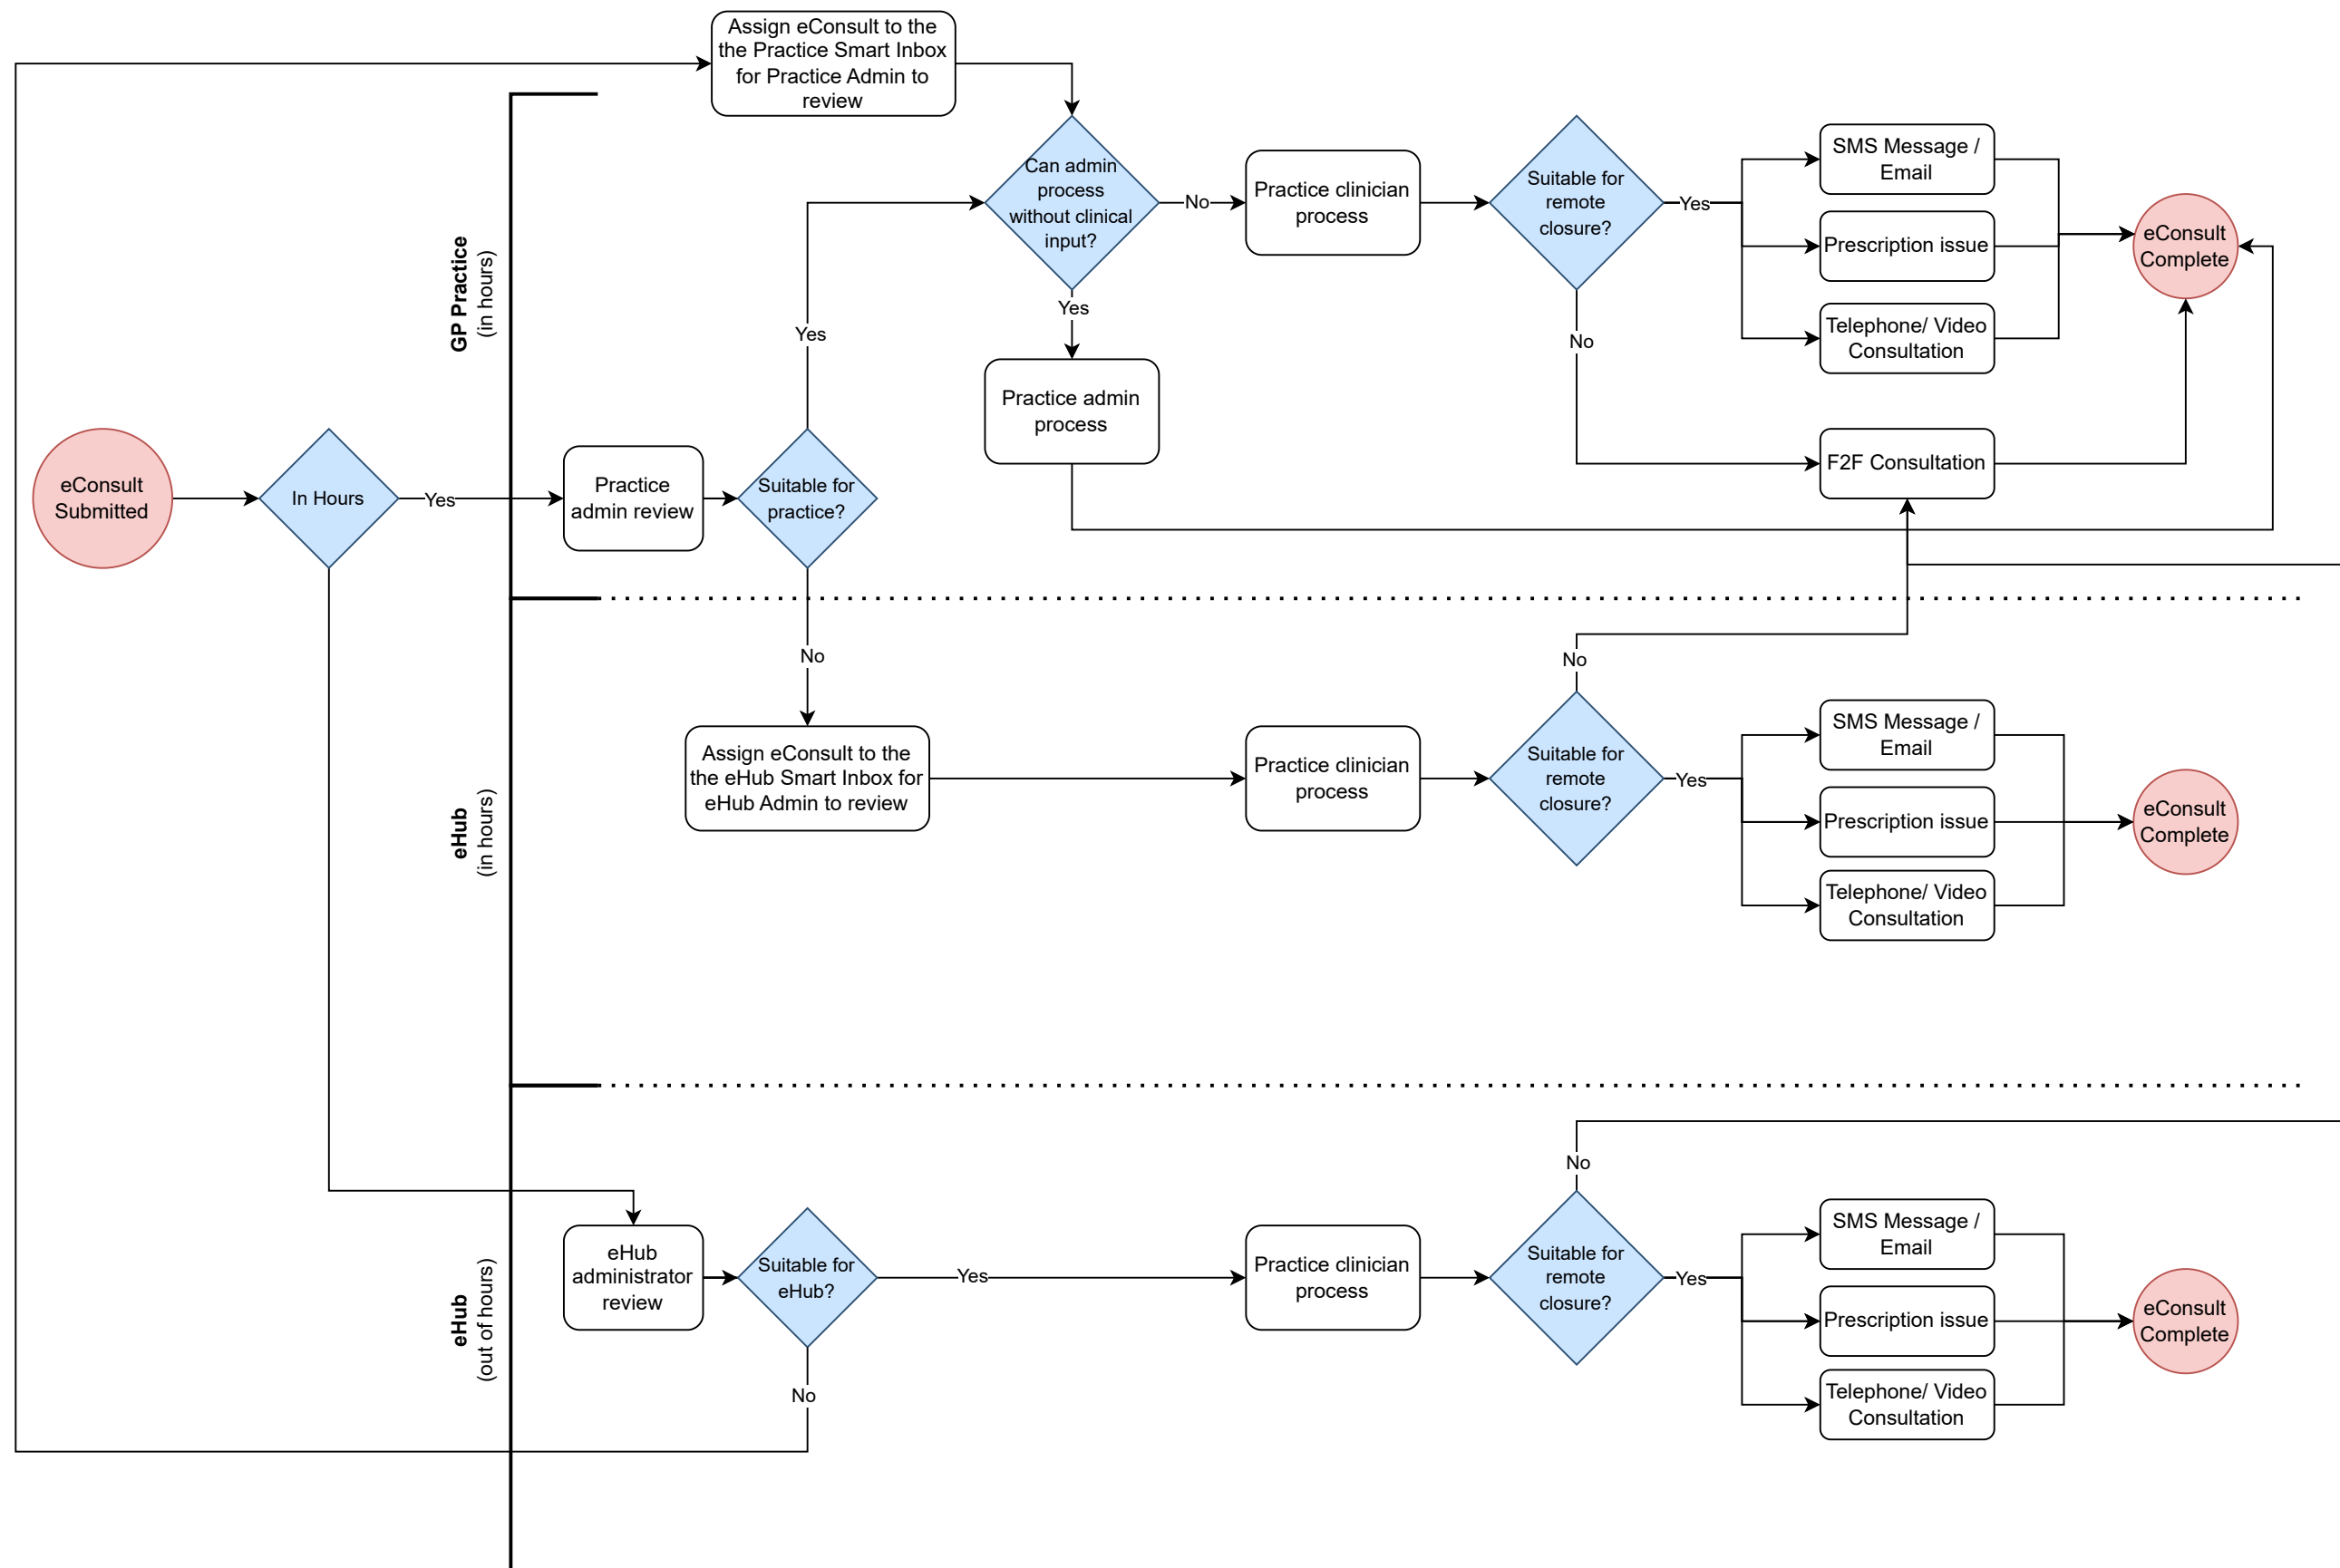 Assign eConsult to the
the Practice Smart Inbox
for Practice Admin to
review
Can admin
process
without clinical
input?
No
Practice clinician
process
Suitable for
remote
closure?
Yes
SMS Message /
Email
Prescription issue
Telephone/ Video
Consultation
eConsult
Complete
GP Practice
(in hours)
Yes
Yes
No
Practice admin
process
F2F Consultation
eConsult
Submitted
In Hours
Yes
Practice
admin review
Suitable for
practice?
No
No
eHub
(in hours)
Assign eConsult to the
the eHub Smart Inbox for
eHub Admin to review
Practice clinician
process
Suitable for
remote
closure?
Yes
SMS Message /
Email
Prescription issue
Telephone/ Video
Consultation
eConsult
Complete
No
eHub
(out of hours)
eHub
administrator
review
Suitable for
eHub?
Yes
No
Practice clinician
process
Suitable for
remote
closure?
Yes
SMS Message /
Email
Prescription issue
Telephone/ Video
Consultation
eConsult
Complete